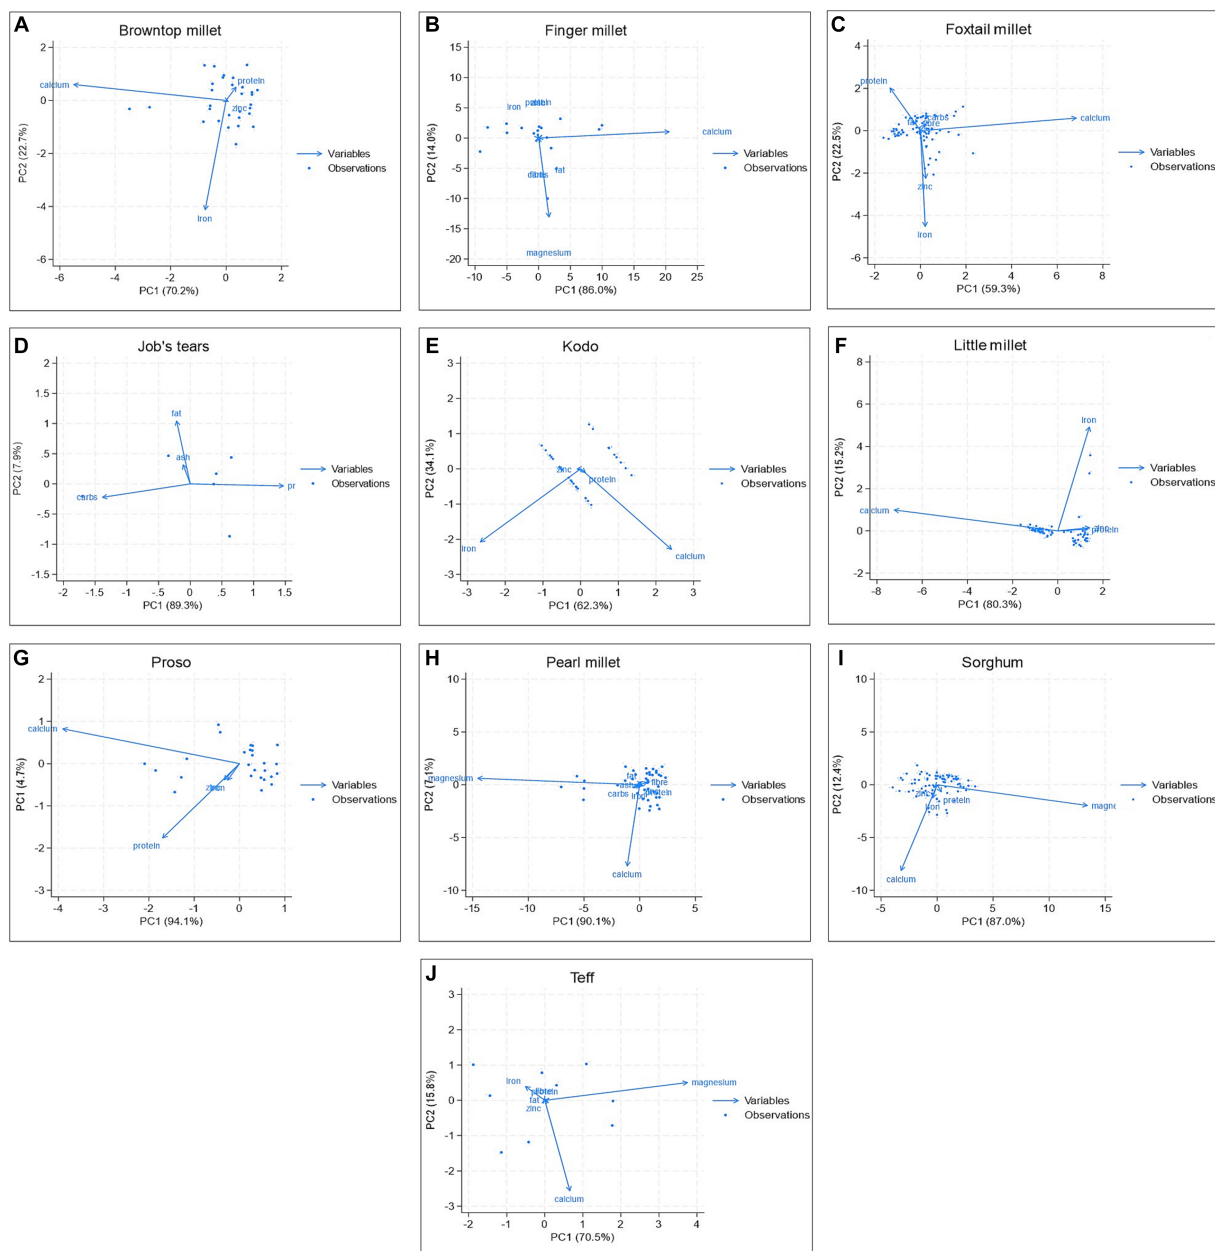 A
Browntop millet
2
0
-2
-4
-6
-6
-4
-2
0
2
PC2 (22.7%)
PC1 (70.2%)
calcium
protein
zinc
iron
Variables
Observations
B
Finger millet
15
10
5
0
-5
-10
-15
-20
-10
-5
0
5
10
15
20
25
PC2 (14.0%)
PC1 (86.0%)
iron
calcium
fat
magnesium
Variables
Observations
C
Foxtail millet
4
2
0
-2
-4
-6
-2
0
2
4
6
8
PC2 (22.5%)
PC1 (59.3%)
protein
carbs
fibre
fat
calcium
zinc
iron
Variables
Observations
D
Job's tears
2
1.5
1
.5
0
-.5
-1
-1.5
-2
-1.5
-1
-.5
0
.5
1
1.5
PC2 (7.9%)
PC1 (89.3%)
fat
ash
carbs
pr
Variables
Observations
E
Kodo
3
2
1
0
-1
-2
-3
-3
-2
-1
0
1
2
3
PC2 (34.1%)
PC1 (62.3%)
zinc
protein
iron
calcium
Variables
Observations
F
Little millet
8
6
4
2
0
-2
-8
-6
-4
-2
0
2
PC2 (15.2%)
PC1 (80.3%)
iron
calcium
zinc
protein
Variables
Observations
G
Proso
2
1
0
-1
-2
-3
-4
-3
-2
-1
0
1
PC1 (4.7%)
PC1 (94.1%)
calcium
protein
Variables
Observations
H
Pearl millet
10
5
0
-5
-10
-15
-10
-5
0
5
PC2 (7.1%)
PC1 (90.1%)
magnesium
fat
fibre
ash
carbs
iron
protein
calcium
Variables
Observations
I
Sorghum
10
5
0
-5
-10
-5
0
5
10
15
PC2 (12.4%)
PC1 (87.0%)
protein
iron
magne
calcium
Variables
Observations
J
Teff
3
2
1
0
-1
-2
-3
-2
-1
0
1
2
3
4
PC2 (15.8%)
PC1 (70.5%)
iron
fibre
protein
fat
zinc
magnesium
calcium
Variables
Observations